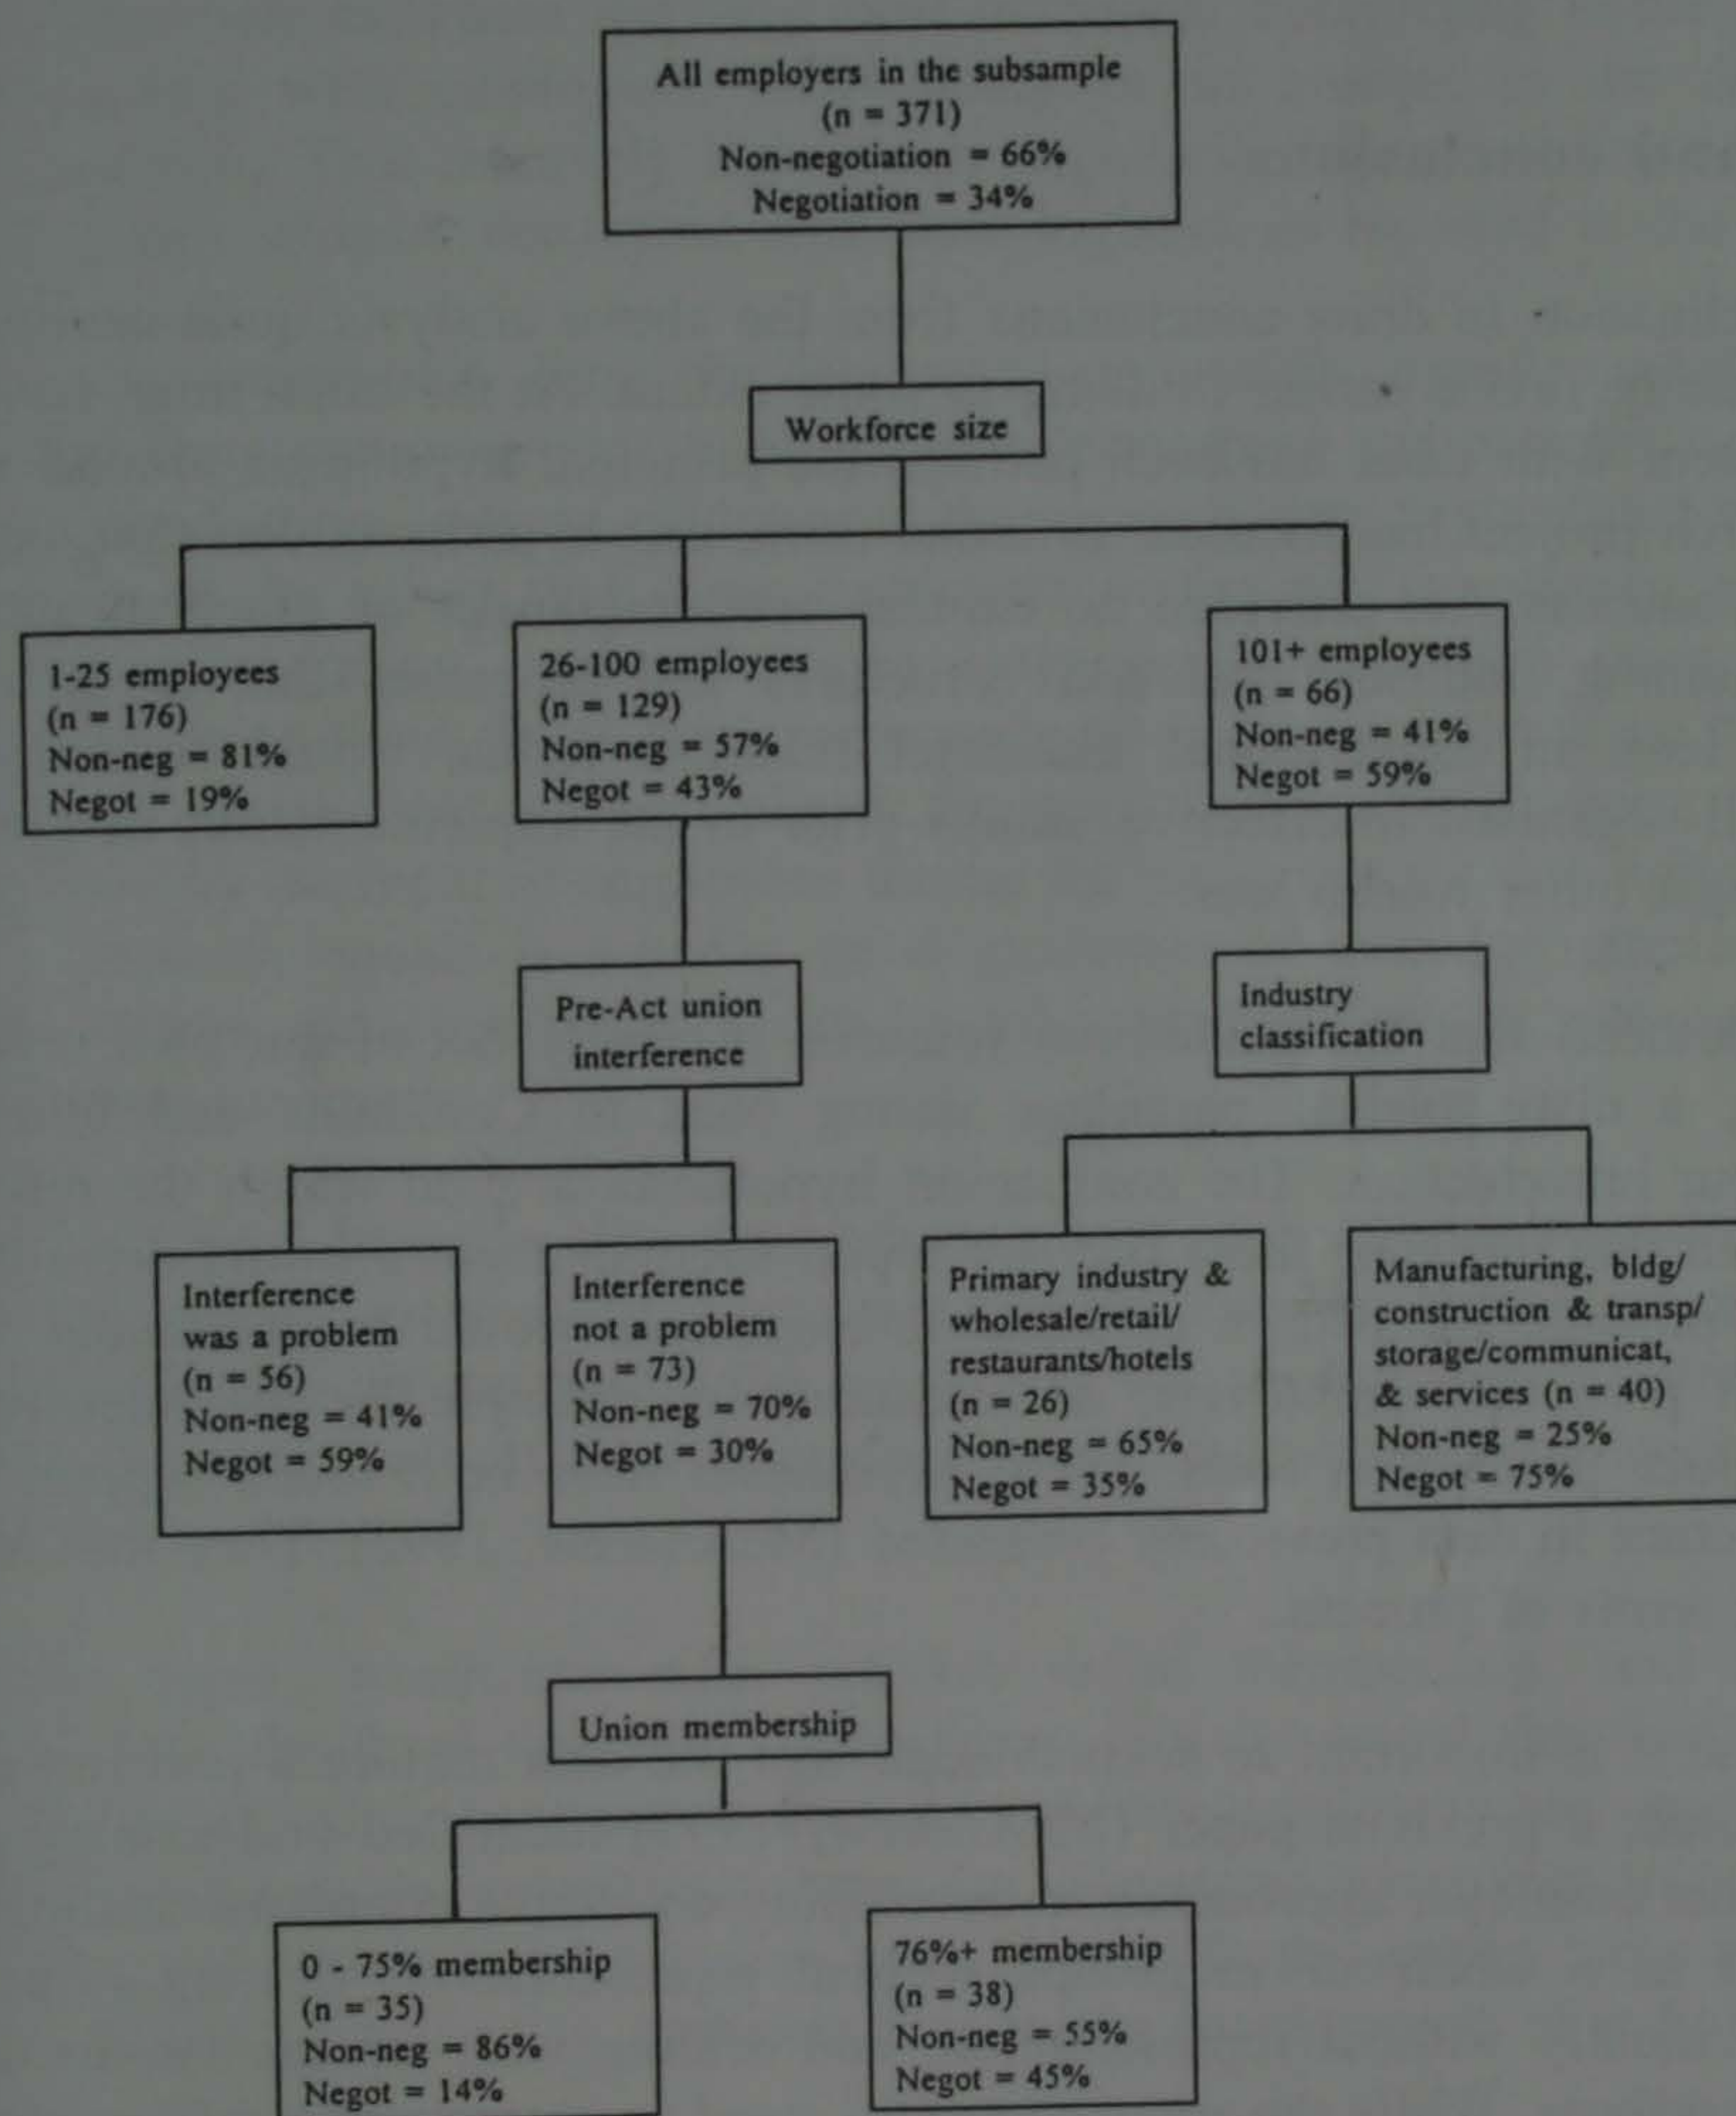 All employers in the subsample
(n = 371)
Non-negotiation = 66%
Negotiation = 34%
Workforce size
1-25 employees
(n = 176)
Non-neg = 81%
Negot = 19%
26-100 employees
(n = 129)
Non-neg = 57%
Negot = 43%
101+ employees
(n = 66)
Non-neg = 41%
Negot = 59%
Pre-Act union
interference
Industry
classification
Interference
was a problem
(n = 56)
Non-neg = 41%
Negot = 59%
Interference
not a problem
(n = 73)
Non-neg = 70%
Negot = 30%
Primary industry &
wholesale/retail/
restaurants/hotels
(n = 26)
Non-neg = 65%
Negot = 35%
Manufacturing, bldg/
construction & transp/
storage/communicat,
& services (n = 40)
Non-neg = 25%
Negot = 75%
Union membership
0 - 75% membership
(n = 35)
Non-neg = 86%
Negot = 14%
76%+ membership
(n = 38)
Non-neg = 55%
Negot = 45%